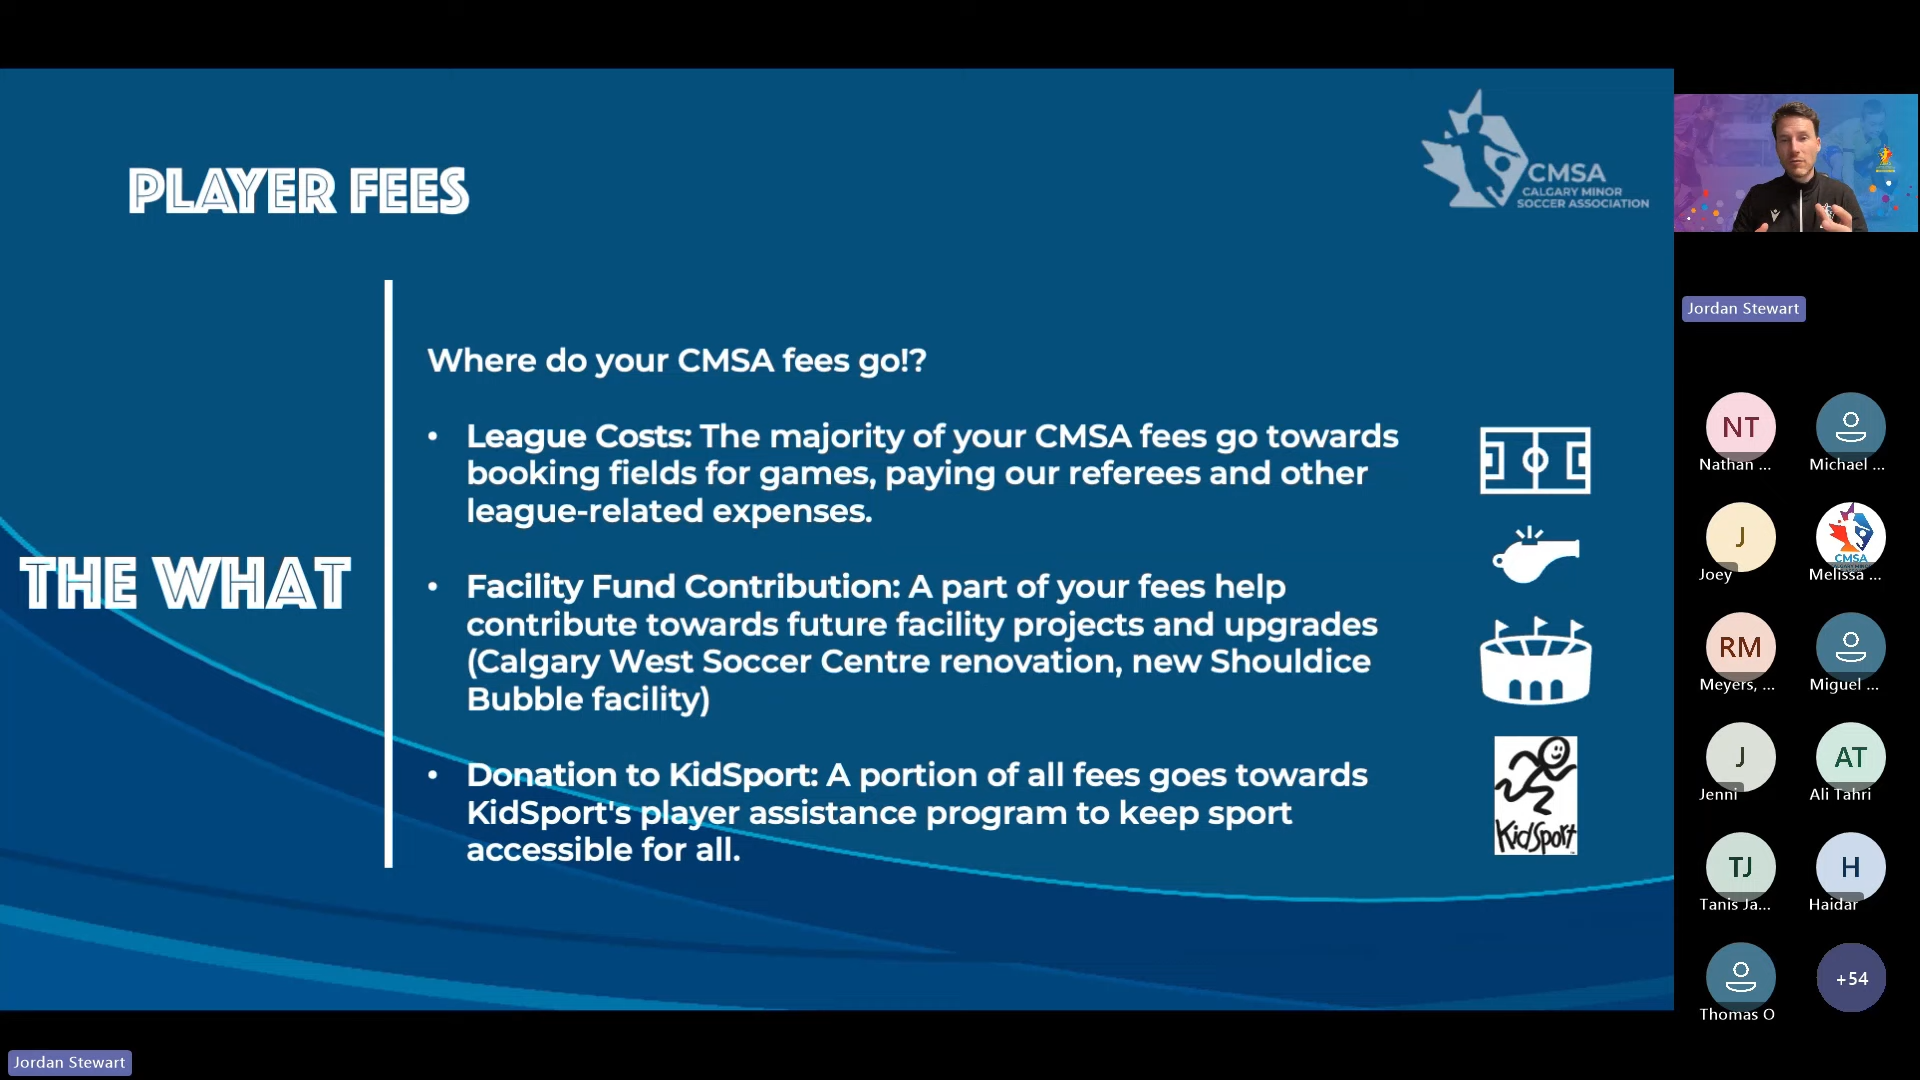 PLAYER FEES
CMSA
CALGARY MINOR
SOCCER ASSOCIATION
THE WHAT
Where do your CMSA fees go!?
• League Costs: The majority of your CMSA fees go towards
booking fields for games, paying our referees and other
league-related expenses.
• Facility Fund Contribution: A part of your fees help
contribute towards future facility projects and upgrades
(Calgary West Soccer Centre renovation, new Shouldice
Bubble facility)
• Donation to KidSport: A portion of all fees goes towards
KidSport's player assistance program to keep sport
accessible for all.
KidSport
Jordan Stewart
NT
Nathan ...
Michael ...
J
Joey
CMSA
Melissa ...
RM
Meyers, ...
Miguel ...
J
Jenni
AT
Ali Tahri
TJ
Tanis Ja...
H
Haidar
Thomas O
+54
Jordan Stewart